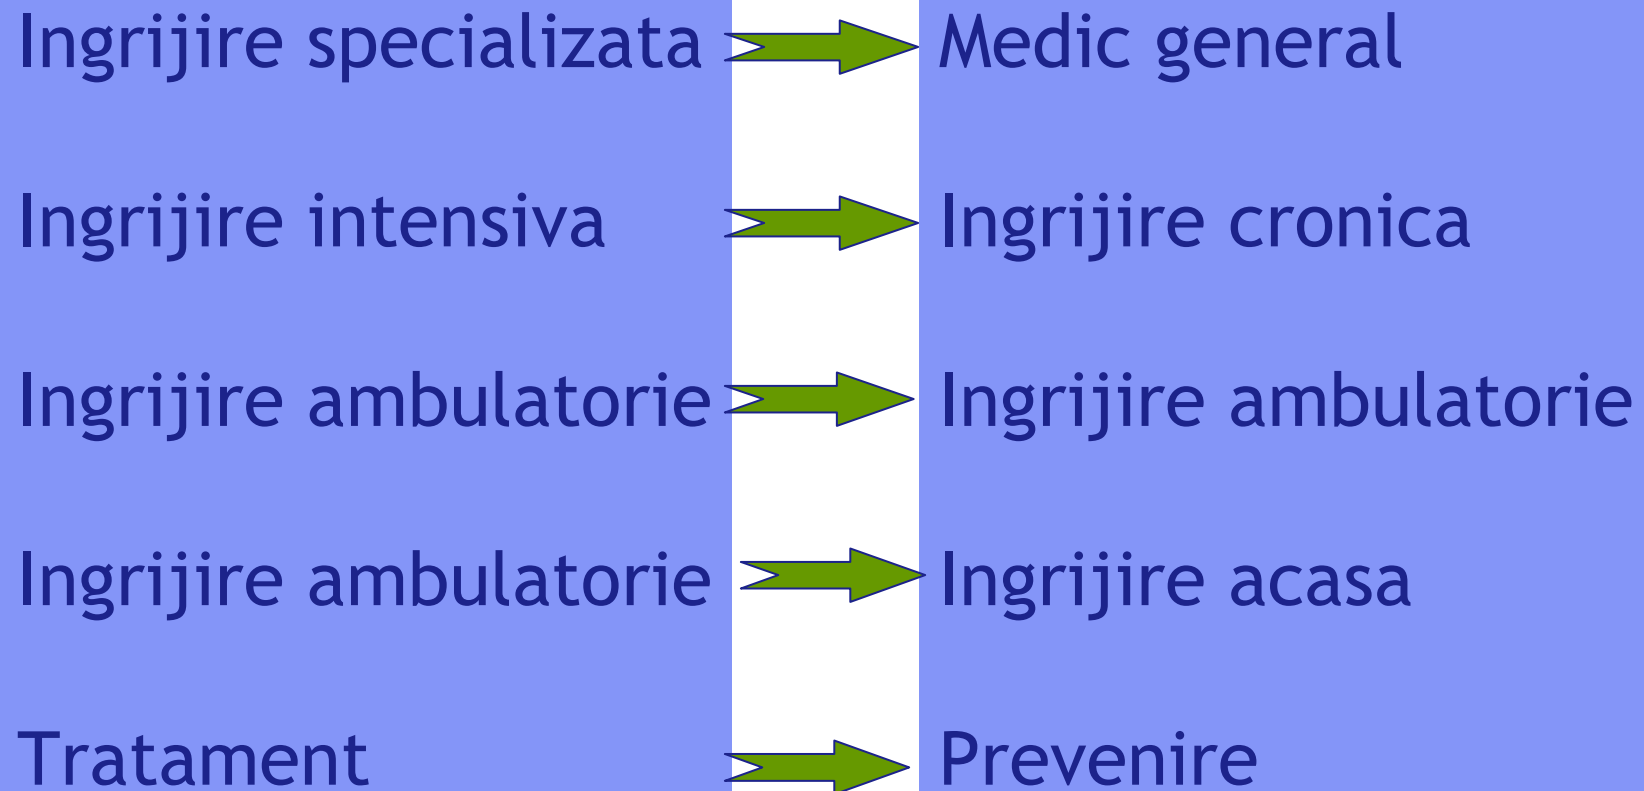 Ingrijire specializata Medic general
Ingrijire intensiva Ingrijire cronica
Ingrijire ambulatorie Ingrijire ambulatorie
Ingrijire ambulatorie Ingrijire acasa
Tratament Prevenire